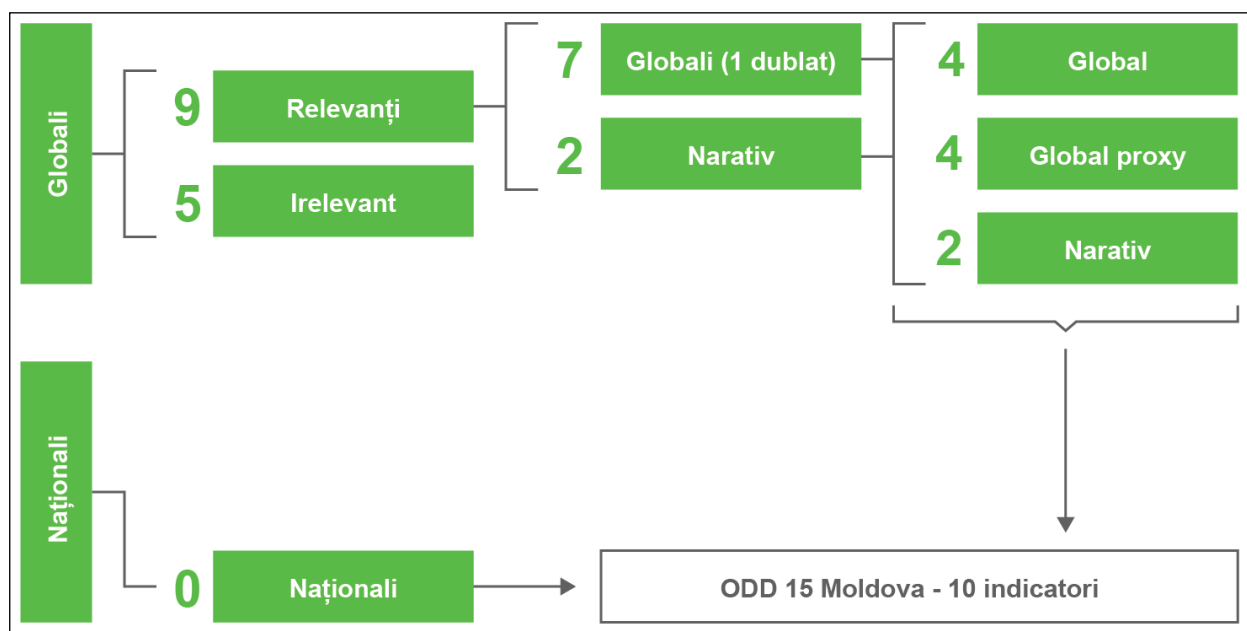 Globali
9
Relevanți
5
Irelevant
7
Globali (1 dublat)
2
Narativ
4
Global
4
Global proxy
2
Narativ
Naționali
0
Naționali
ODD 15 Moldova - 10 indicatori